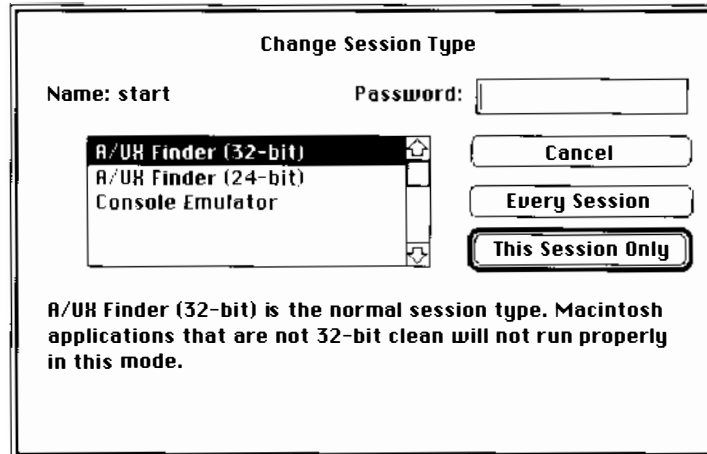 Change Session Type
Name: start Password:
A/UX Finder (32-bit)
A/UX Finder (24-bit)
Console Emulator
Cancel
Every Session
This Session Only
A/UX Finder (32-bit) is the normal session type. Macintosh
applications that are not 32-bit clean will not run properly
in this mode.